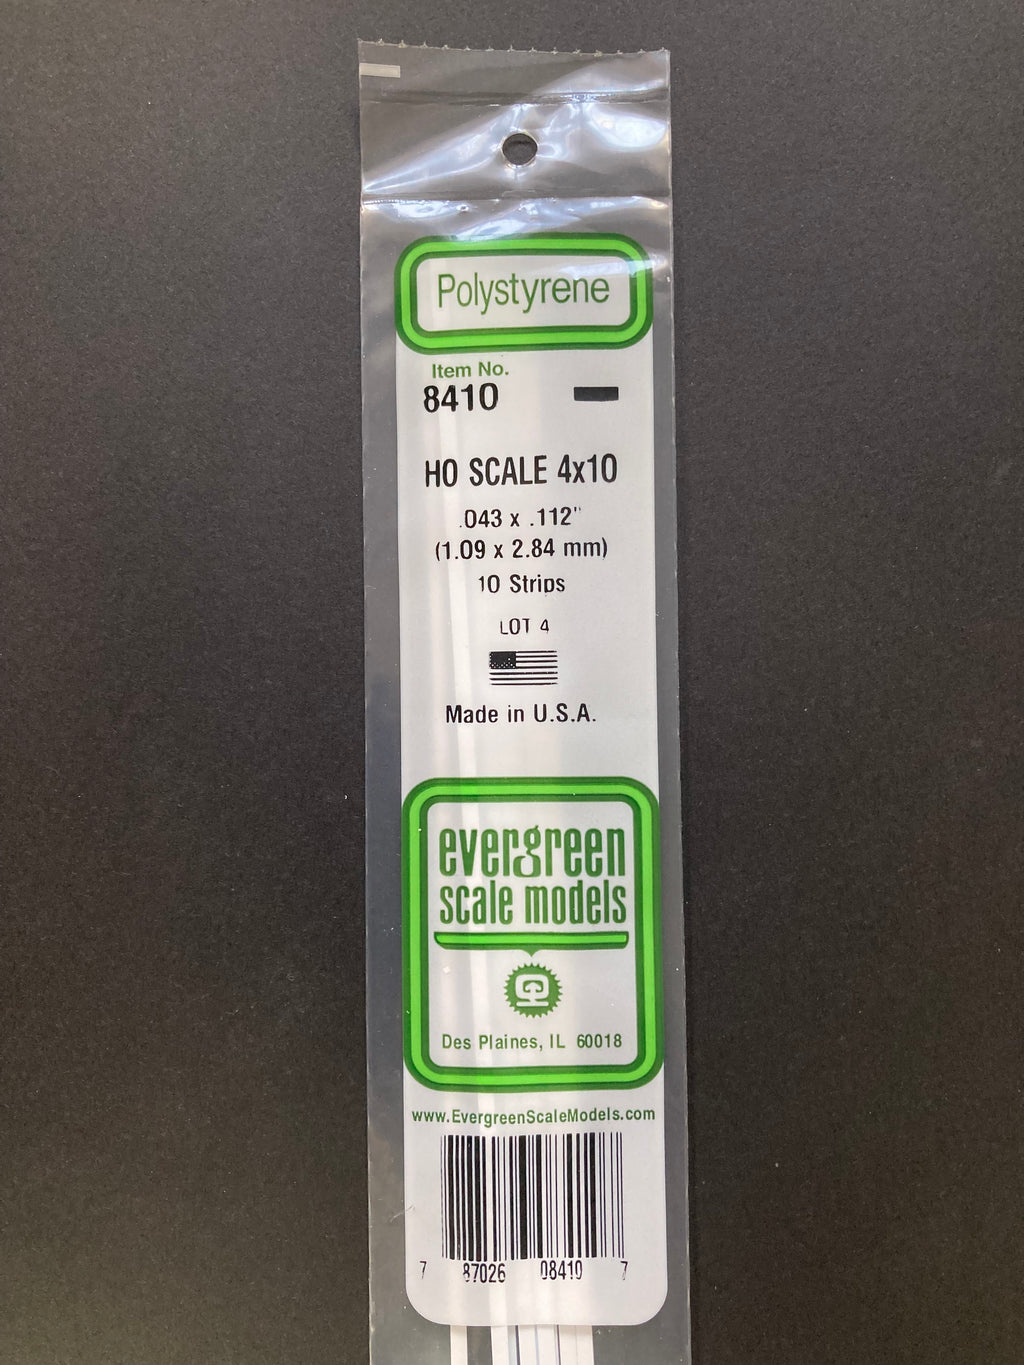 Polystyrene
Item No.
8410
HO SCALE 4x10
.043 x .112"
(1.09 x 2.84 mm)
10 Strips
LOT 4
Made in U.S.A.
evergreen
scale models
Des Plaines, IL 60018
www.EvergreenScaleModels.com
7 87026 08410 7